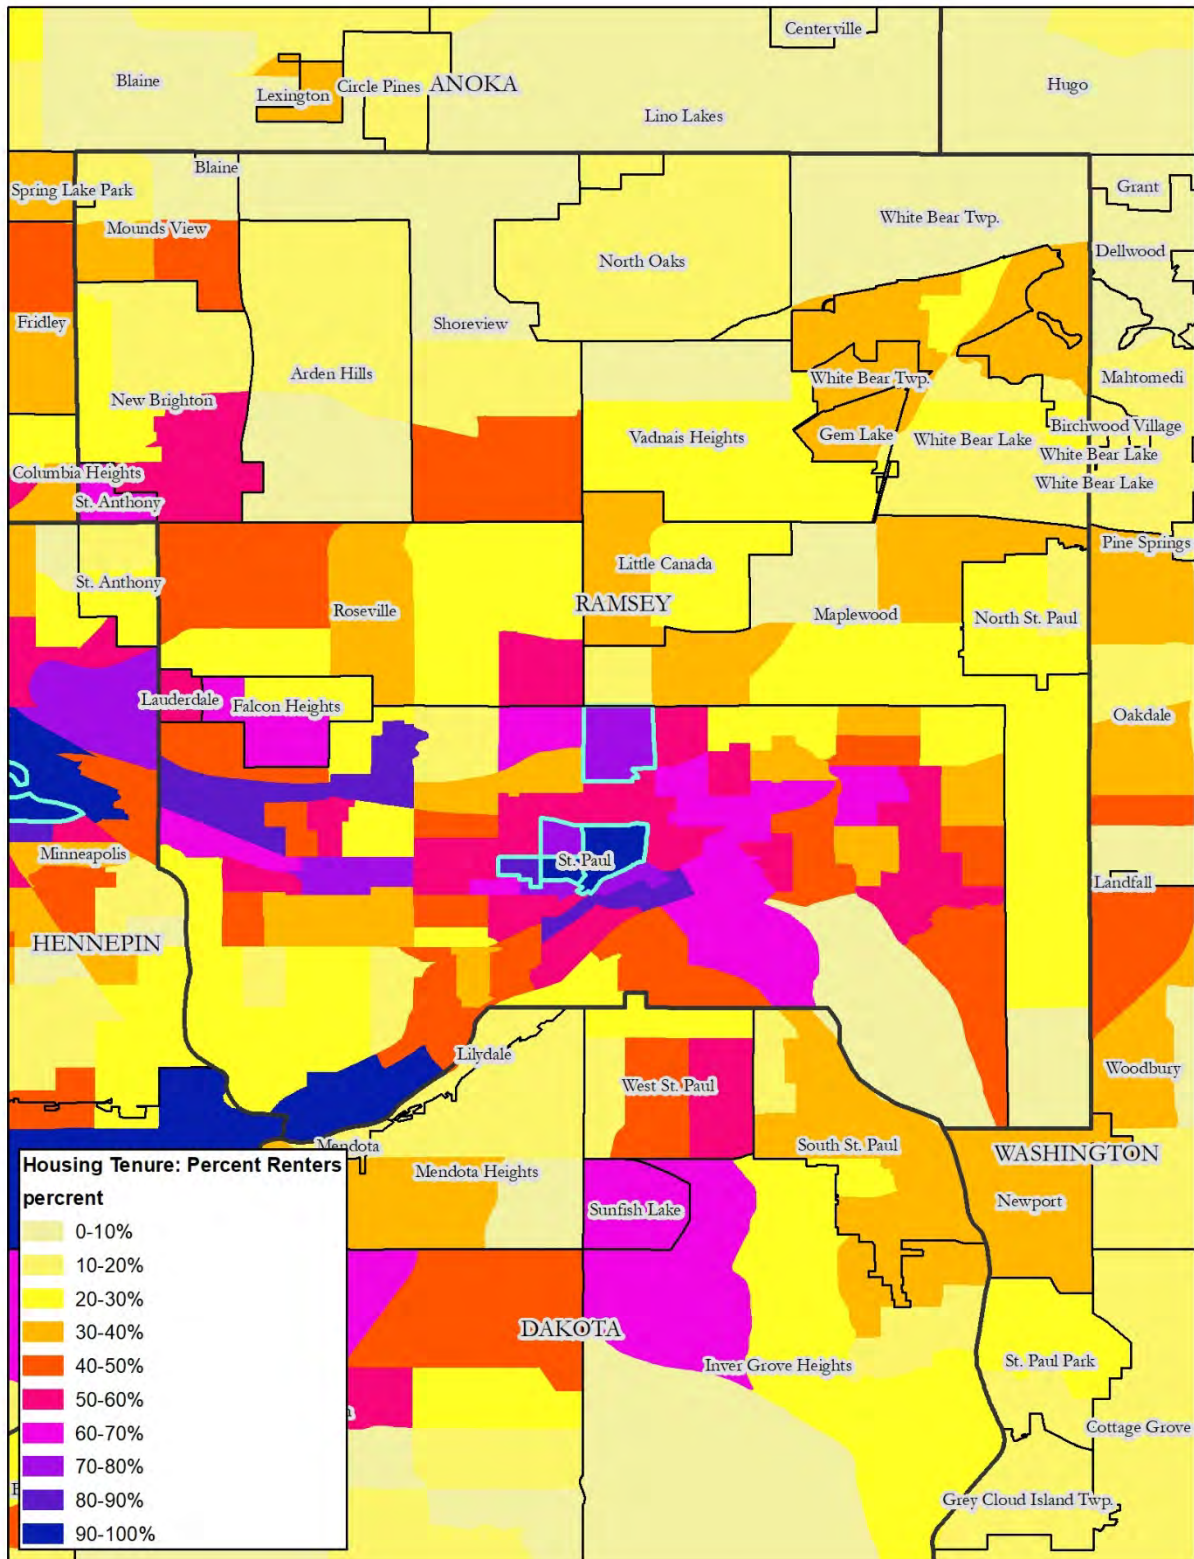 Centerville
Blaine
Lexington
Circle Pines
ANOKA
Hugo
Lino Lakes
Blaine
Spring Lake Park
Grant
Mounds View
White Bear Twp.
Dellwood
North Oaks
Fridley
Shoreview
Arden Hills
White Bear Twp.
Mahtomedi
New Brighton
Vadnais Heights
Gem Lake
White Bear Lake
Birchwood Village
White Bear Lake
Columbia Heights
White Bear Lake
St. Anthony
Pine Springs
St. Anthony
Little Canada
Roseville
RAMSEY
Maplewood
North St. Paul
Lauderdale
Falcon Heights
Oakdale
Minneapolis
St. Paul
Landfall
HENNEPIN
Lilydale
West St. Paul
Woodbury
Mendota
South St. Paul
WASHINGTON
Mendota Heights
Newport
Sunfish Lake
DAKOTA
Inver Grove Heights
St. Paul Park
Cottage Grove
Grey Cloud Island Twp.
Housing Tenure: Percent Renters
percrent
0-10%
10-20%
20-30%
30-40%
40-50%
50-60%
60-70%
70-80%
80-90%
90-100%